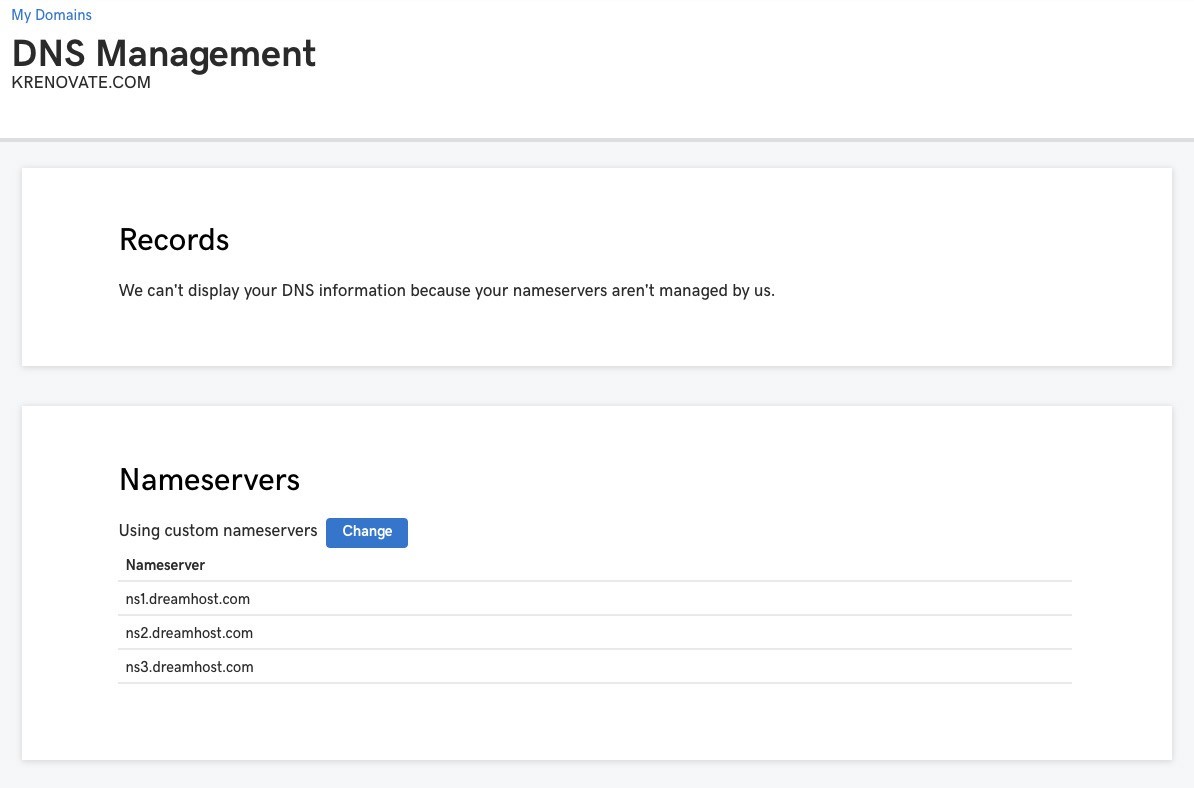 My Domains
DNS Management
KRENOVATE.COM
Records
We can't display your DNS information because your nameservers aren't managed by us.
Nameservers
Using custom nameservers Change
Nameserver
ns1.dreamhost.com
ns2.dreamhost.com
ns3.dreamhost.com